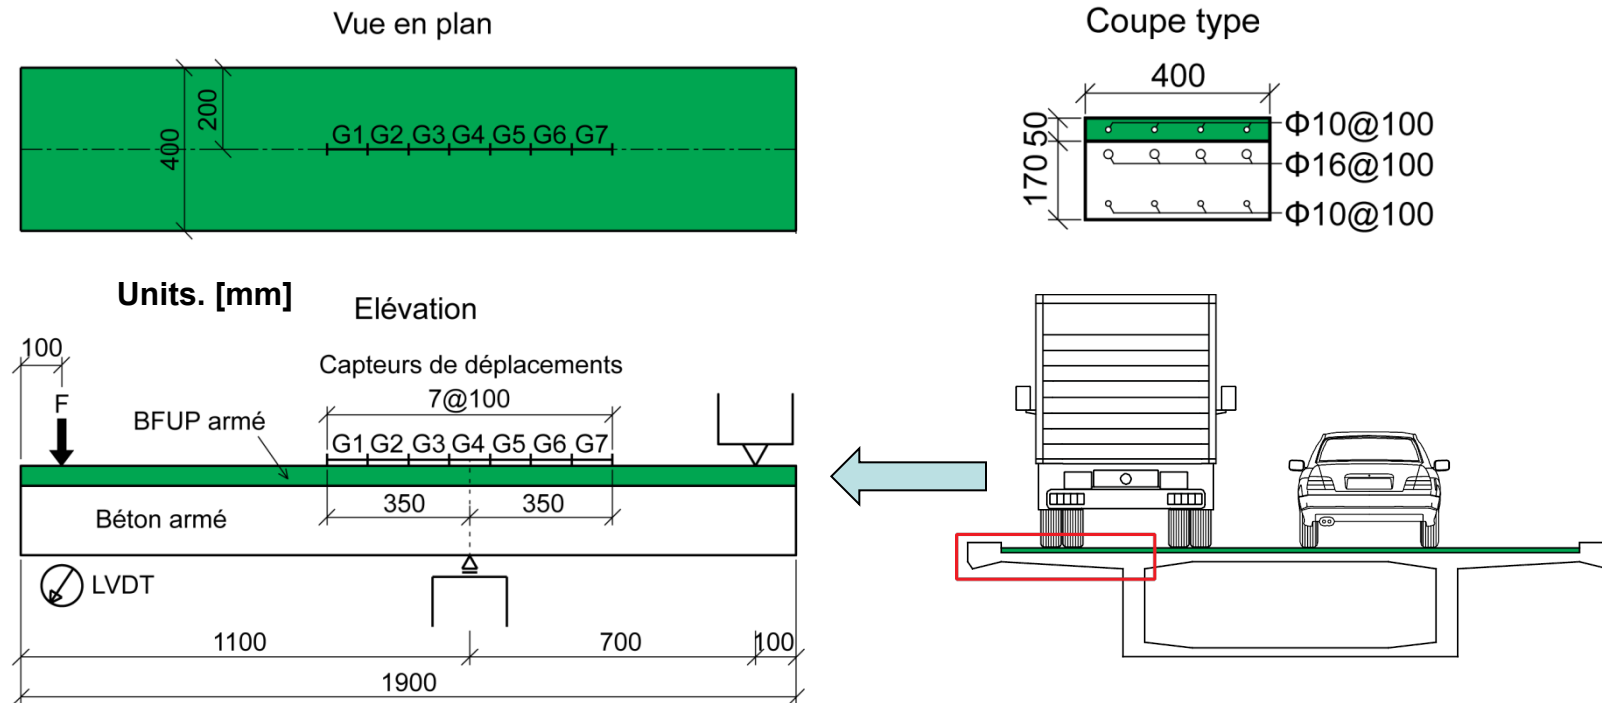 Vue en plan
200
400
G1 G2 G3 G4 G5 G6 G7
Coupe type
400
50
170
Φ10@100
Φ16@100
Φ10@100
Units. [mm]
Elévation
100
F
BFUP armé
Capteurs de déplacements
7@100
G1 G2 G3 G4 G5 G6 G7
350
350
Béton armé
LVDT
1100
700
100
1900